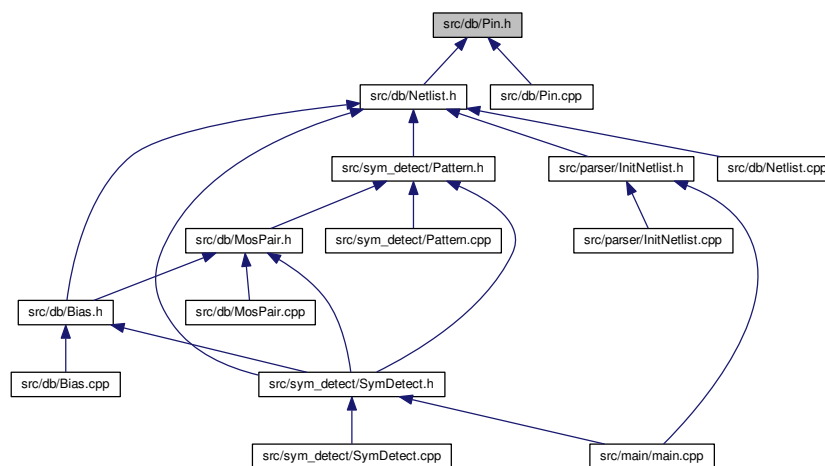 src/db/Pin.h
src/db/Netlist.h
src/db/Pin.cpp
src/sym_detect/Pattern.h
src/parser/InitNetlist.h
src/db/Netlist.cpp
src/db/MosPair.h
src/sym_detect/Pattern.cpp
src/parser/InitNetlist.cpp
src/db/Bias.h
src/db/MosPair.cpp
src/db/Bias.cpp
src/sym_detect/SymDetect.h
src/sym_detect/SymDetect.cpp
src/main/main.cpp